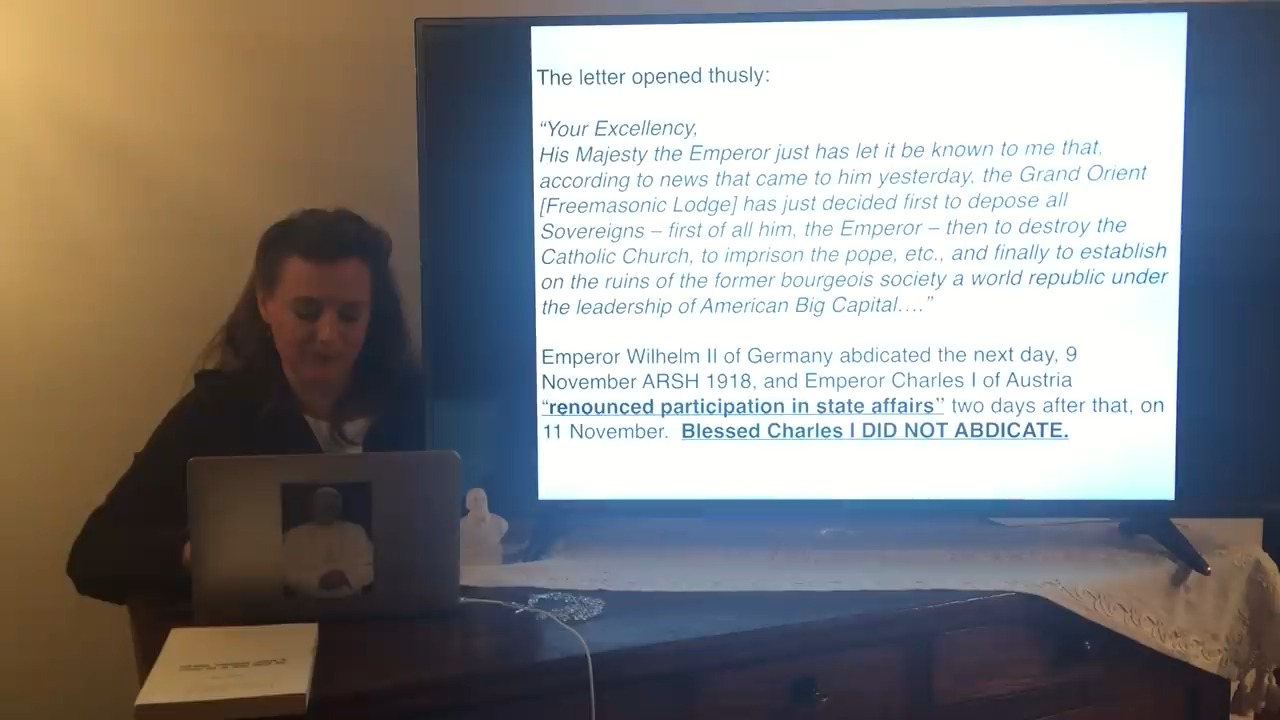 The letter opened thusly:
“Your Excellency,
His Majesty the Emperor just has let it be known to me that,
according to news that came to him yesterday, the Grand Orient
[Freemasonic Lodge] has just decided first to depose all
Sovereigns – first of all him, the Emperor – then to destroy the
Catholic Church, to imprison the pope, etc., and finally to establish
on the ruins of the former bourgeois society a world republic under
the leadership of American Big Capital….”
Emperor Wilhelm II of Germany abdicated the next day, 9
November ARSH 1918, and Emperor Charles I of Austria
“renounced participation in state affairs” two days after that, on
11 November. Blessed Charles I DID NOT ABDICATE.